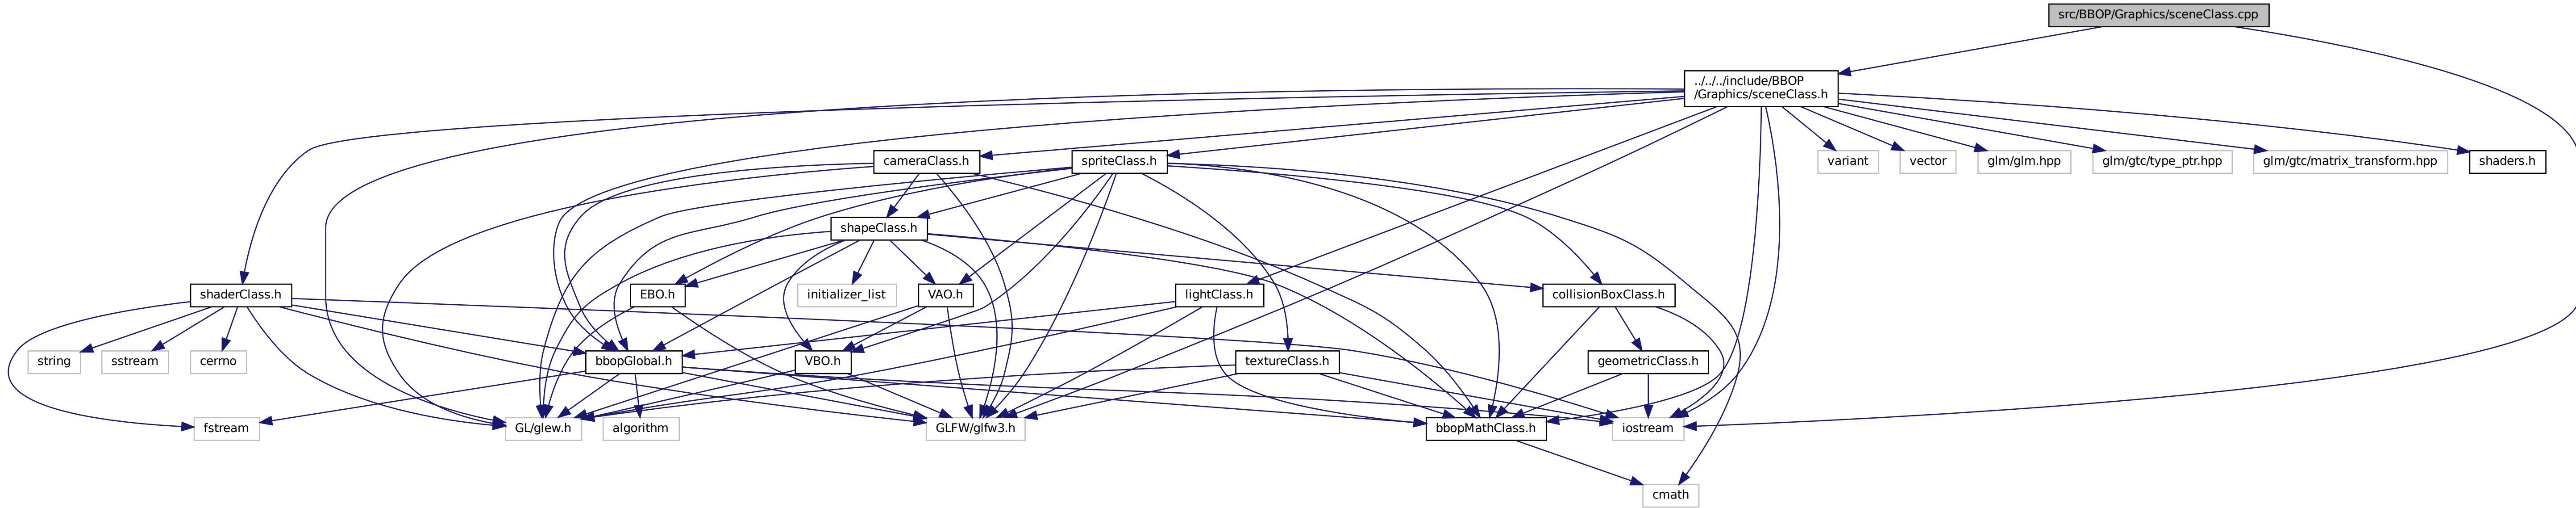 src/BBOP/Graphics/sceneClass.cpp
../../../include/BBOP
/Graphics/sceneClass.h
cameraClass.h
spriteClass.h
variant
vector
glm/glm.hpp
glm/gtc/type_ptr.hpp
glm/gtc/matrix_transform.hpp
shaders.h
shapeClass.h
shaderClass.h
EBO.h
initializer_list
VAO.h
lightClass.h
collisionBoxClass.h
string
sstream
cerrno
bbopGlobal.h
VBO.h
textureClass.h
geometricClass.h
fstream
GL/glew.h
algorithm
GLFW/glfw3.h
bbopMathClass.h
iostream
cmath